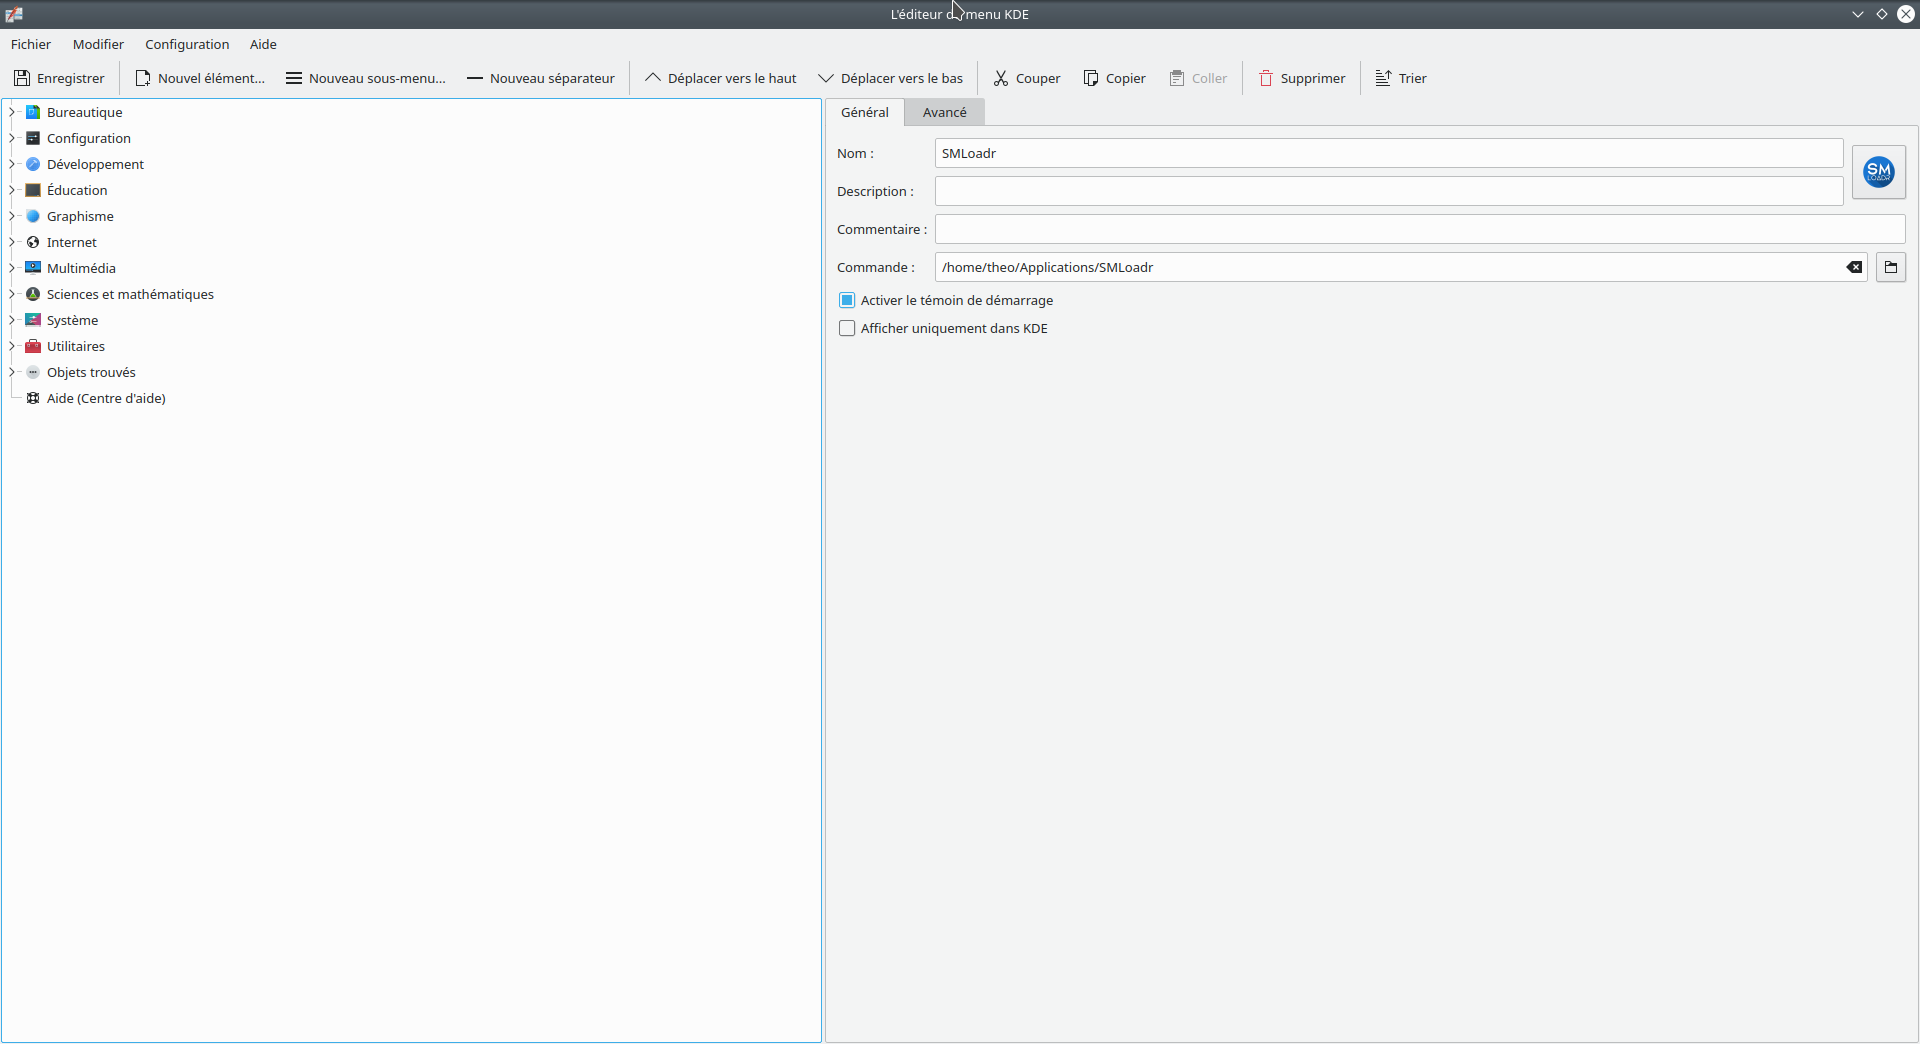 L'éditeur d menu KDE
Fichier Modifier Configuration Aide
Enregistrer Nouvel élément... Nouveau sous-menu... Nouveau séparateur Déplacer vers le haut Déplacer vers le bas Couper Copier Coller Supprimer Trier
Bureautique
Configuration
Développement
Éducation
Graphisme
Internet
Multimédia
Sciences et mathématiques
Système
Utilitaires
Objets trouvés
Aide (Centre d'aide)
Général Avancé
Nom : SMLoadr
SM
LOADR
Description :
Commentaire :
Commande : /home/theo/Applications/SMLoadr
Activer le témoin de démarrage
Afficher uniquement dans KDE